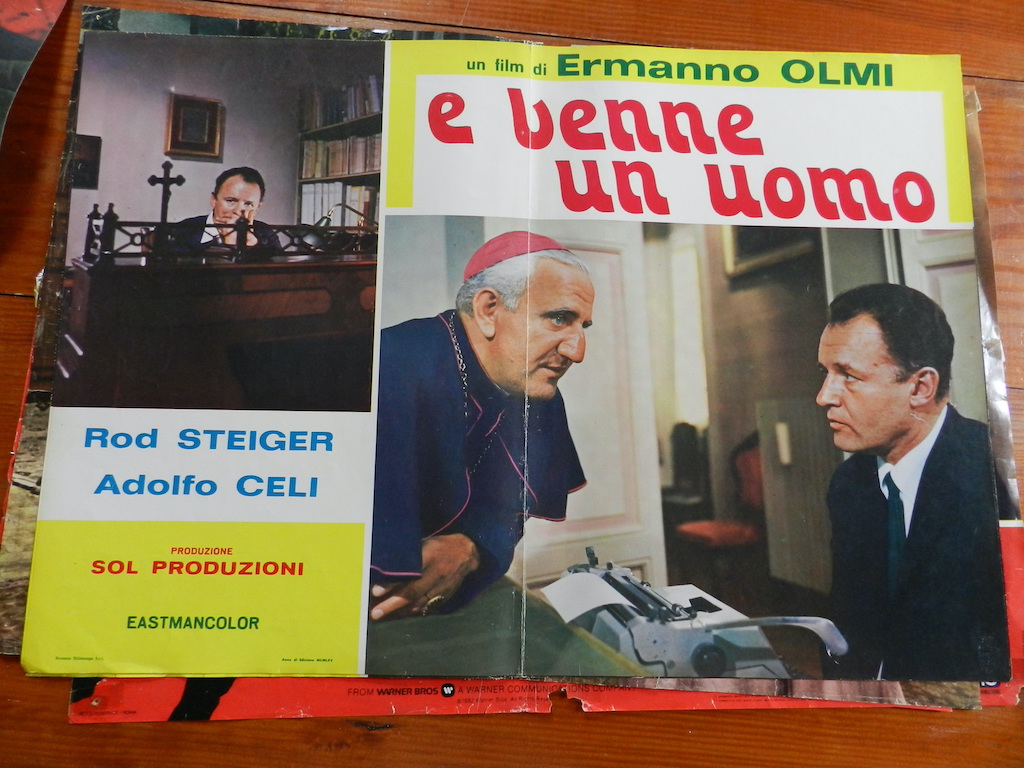 un film di Ermanno OLMI
e venne
un uomo
Rod STEIGER
Adolfo CELI
PRODUZIONE
SOL PRODUZIONI
EASTMANCOLOR
FROM WARNER BROS A WARNER COMMUNICATIONS COMPANY